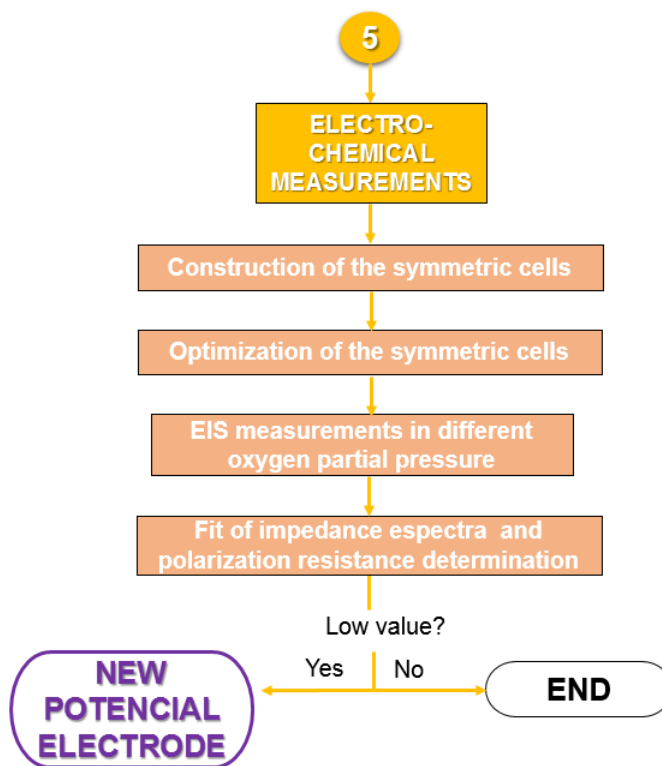 5
ELECTRO-
CHEMICAL
MEASUREMENTS
Construction of the symmetric cells
Optimization of the symmetric cells
EIS measurements in different
oxygen partial pressure
Fit of impedance espectra and
polarization resistance determination
Low value?
Yes No
NEW
POTENCIAL
ELECTRODE
END